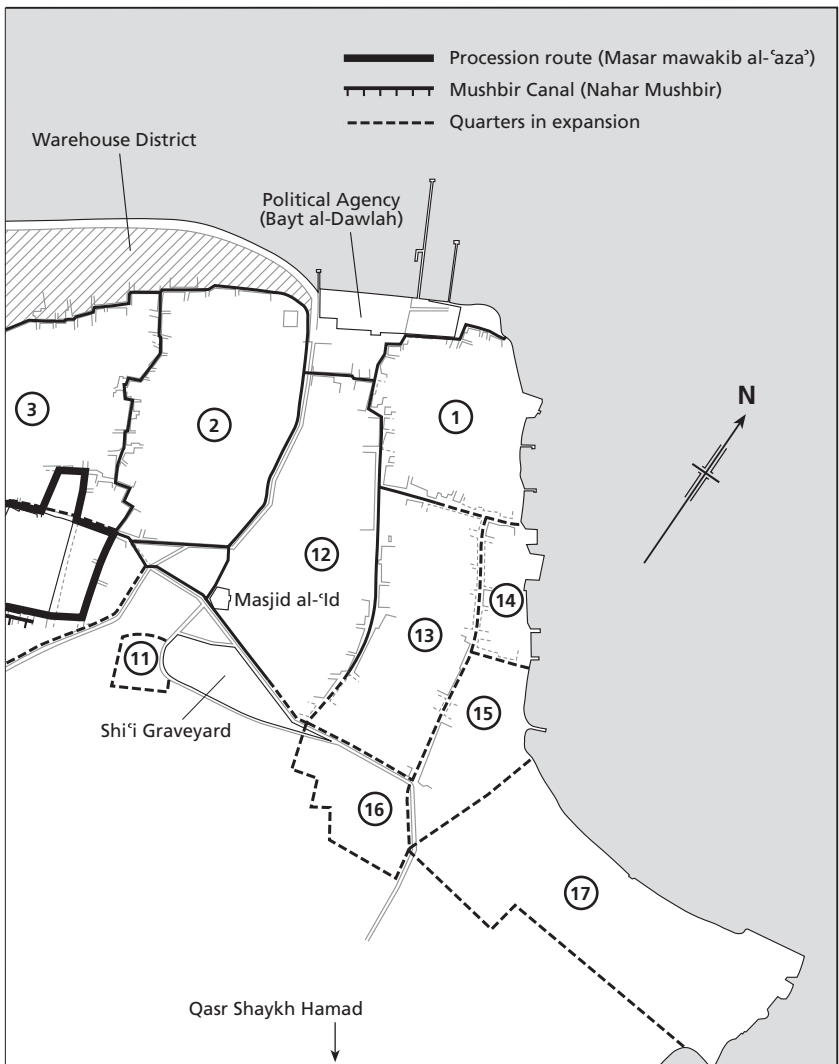 Procession route (Masar mawakib al-ʿazaʾ)
Mushbir Canal (Nahar Mushbir)
Quarters in expansion
Warehouse District
Political Agency
(Bayt al-Dawlah)
N
3
2
1
12
Masjid al-ʿId
14
13
11
Shiʿi Graveyard
15
16
17
Qasr Shaykh Hamad